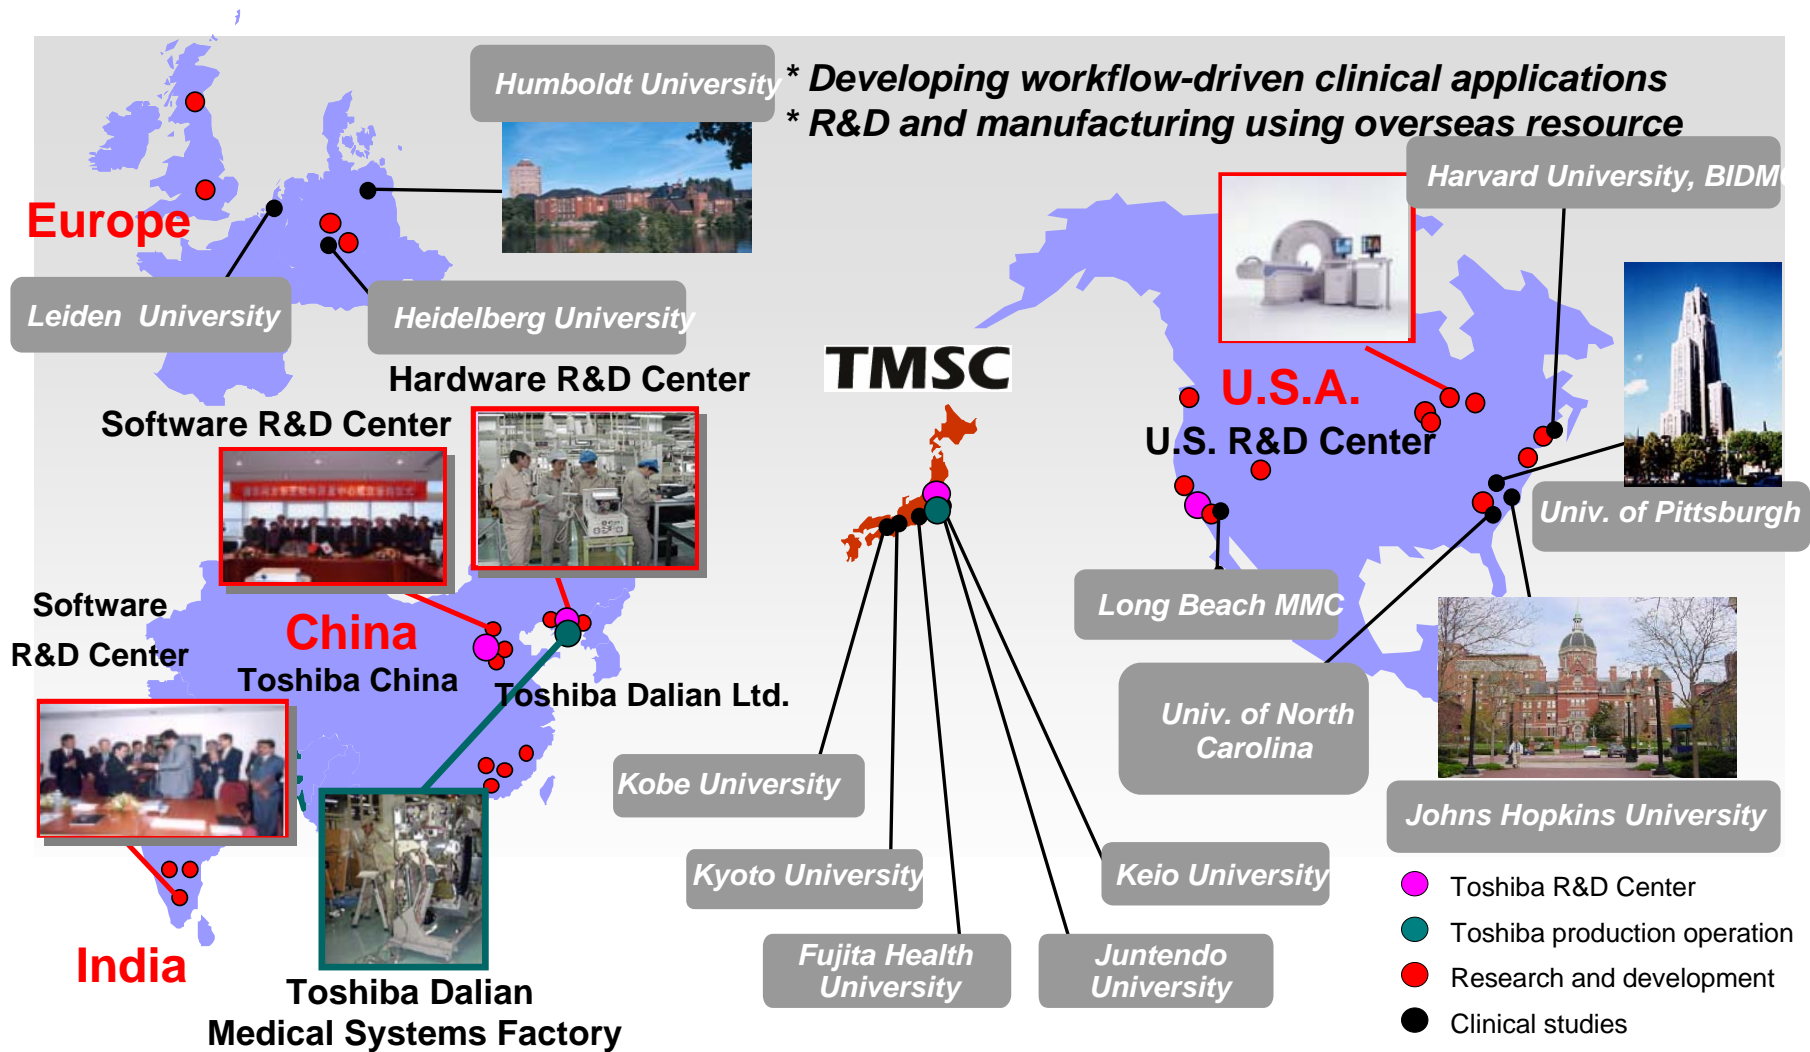 Humboldt University
* Developing workflow-driven clinical applications
* R&D and manufacturing using overseas resource
Harvard University, BIDMC
Europe
Leiden University
Heidelberg University
Hardware R&D Center
Software R&D Center
TMSC
U.S.A.
U.S. R&D Center
Univ. of Pittsburgh
Long Beach MMC
Software
R&D Center
China
Toshiba China
Toshiba Dalian Ltd.
Univ. of North
Carolina
Kobe University
Johns Hopkins University
Kyoto University
Keio University
Fujita Health
University
Juntendo
University
India
Toshiba Dalian
Medical Systems Factory
Toshiba R&D Center
Toshiba production operation
Research and development
Clinical studies